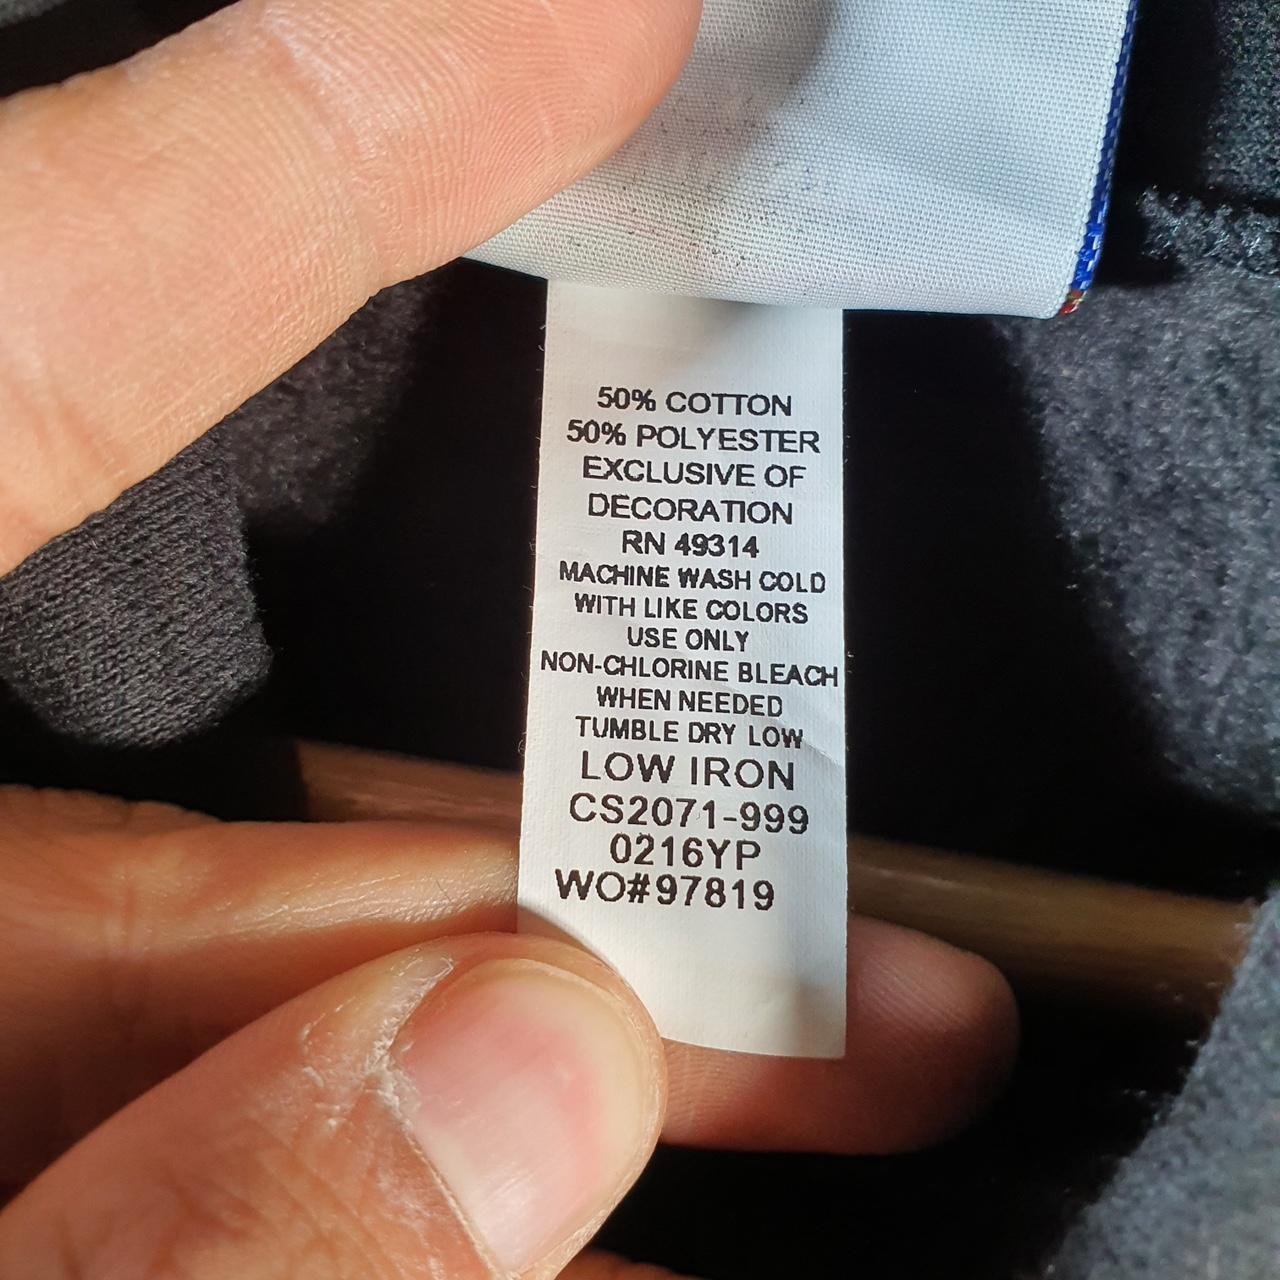 50% COTTON
50% POLYESTER
EXCLUSIVE OF
DECORATION
RN 49314
MACHINE WASH COLD
WITH LIKE COLORS
USE ONLY
NON-CHLORINE BLEACH
WHEN NEEDED
TUMBLE DRY LOW
LOW IRON
CS2071-999
0216YP
WO#97819